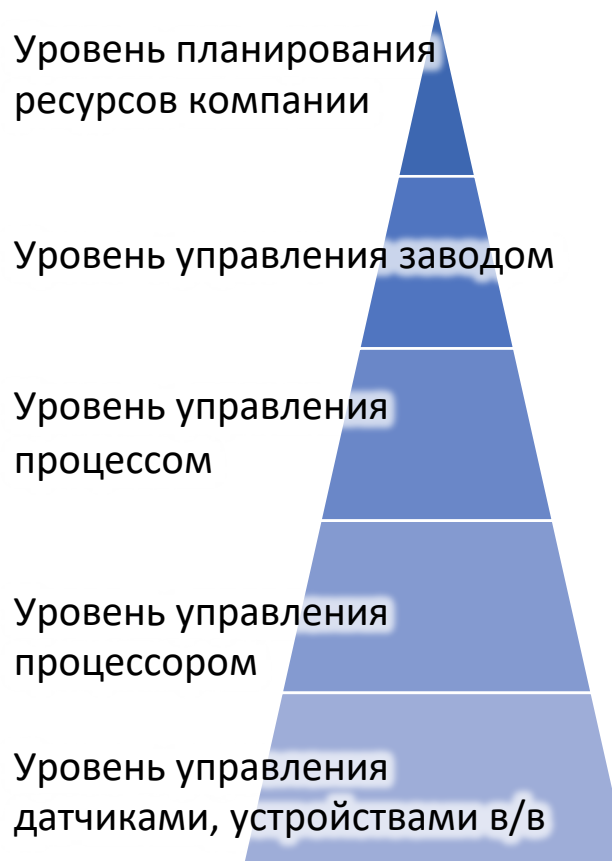 Уровень планирования
ресурсов компании
Уровень управления заводом
Уровень управления
процессом
Уровень управления
процессором
Уровень управления
датчиками, устройствами в/в